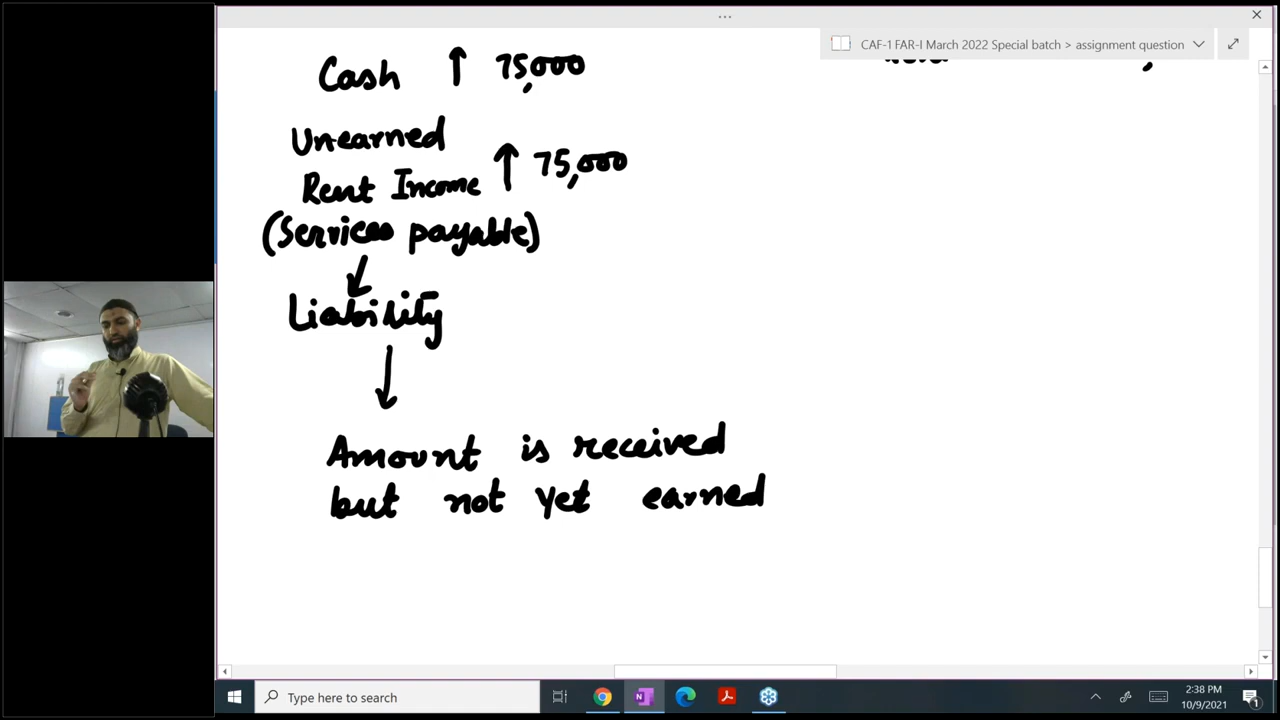 CAF-1 FAR-I March 2022 Special batch > assignment question
Cash ↑ 75,000
Unearned
Rent Income ↑ 75,000
(Services payable)
↓
Liability
↓
Amount is received
but not yet earned
Type here to search
2:38 PM
10/9/2021
1